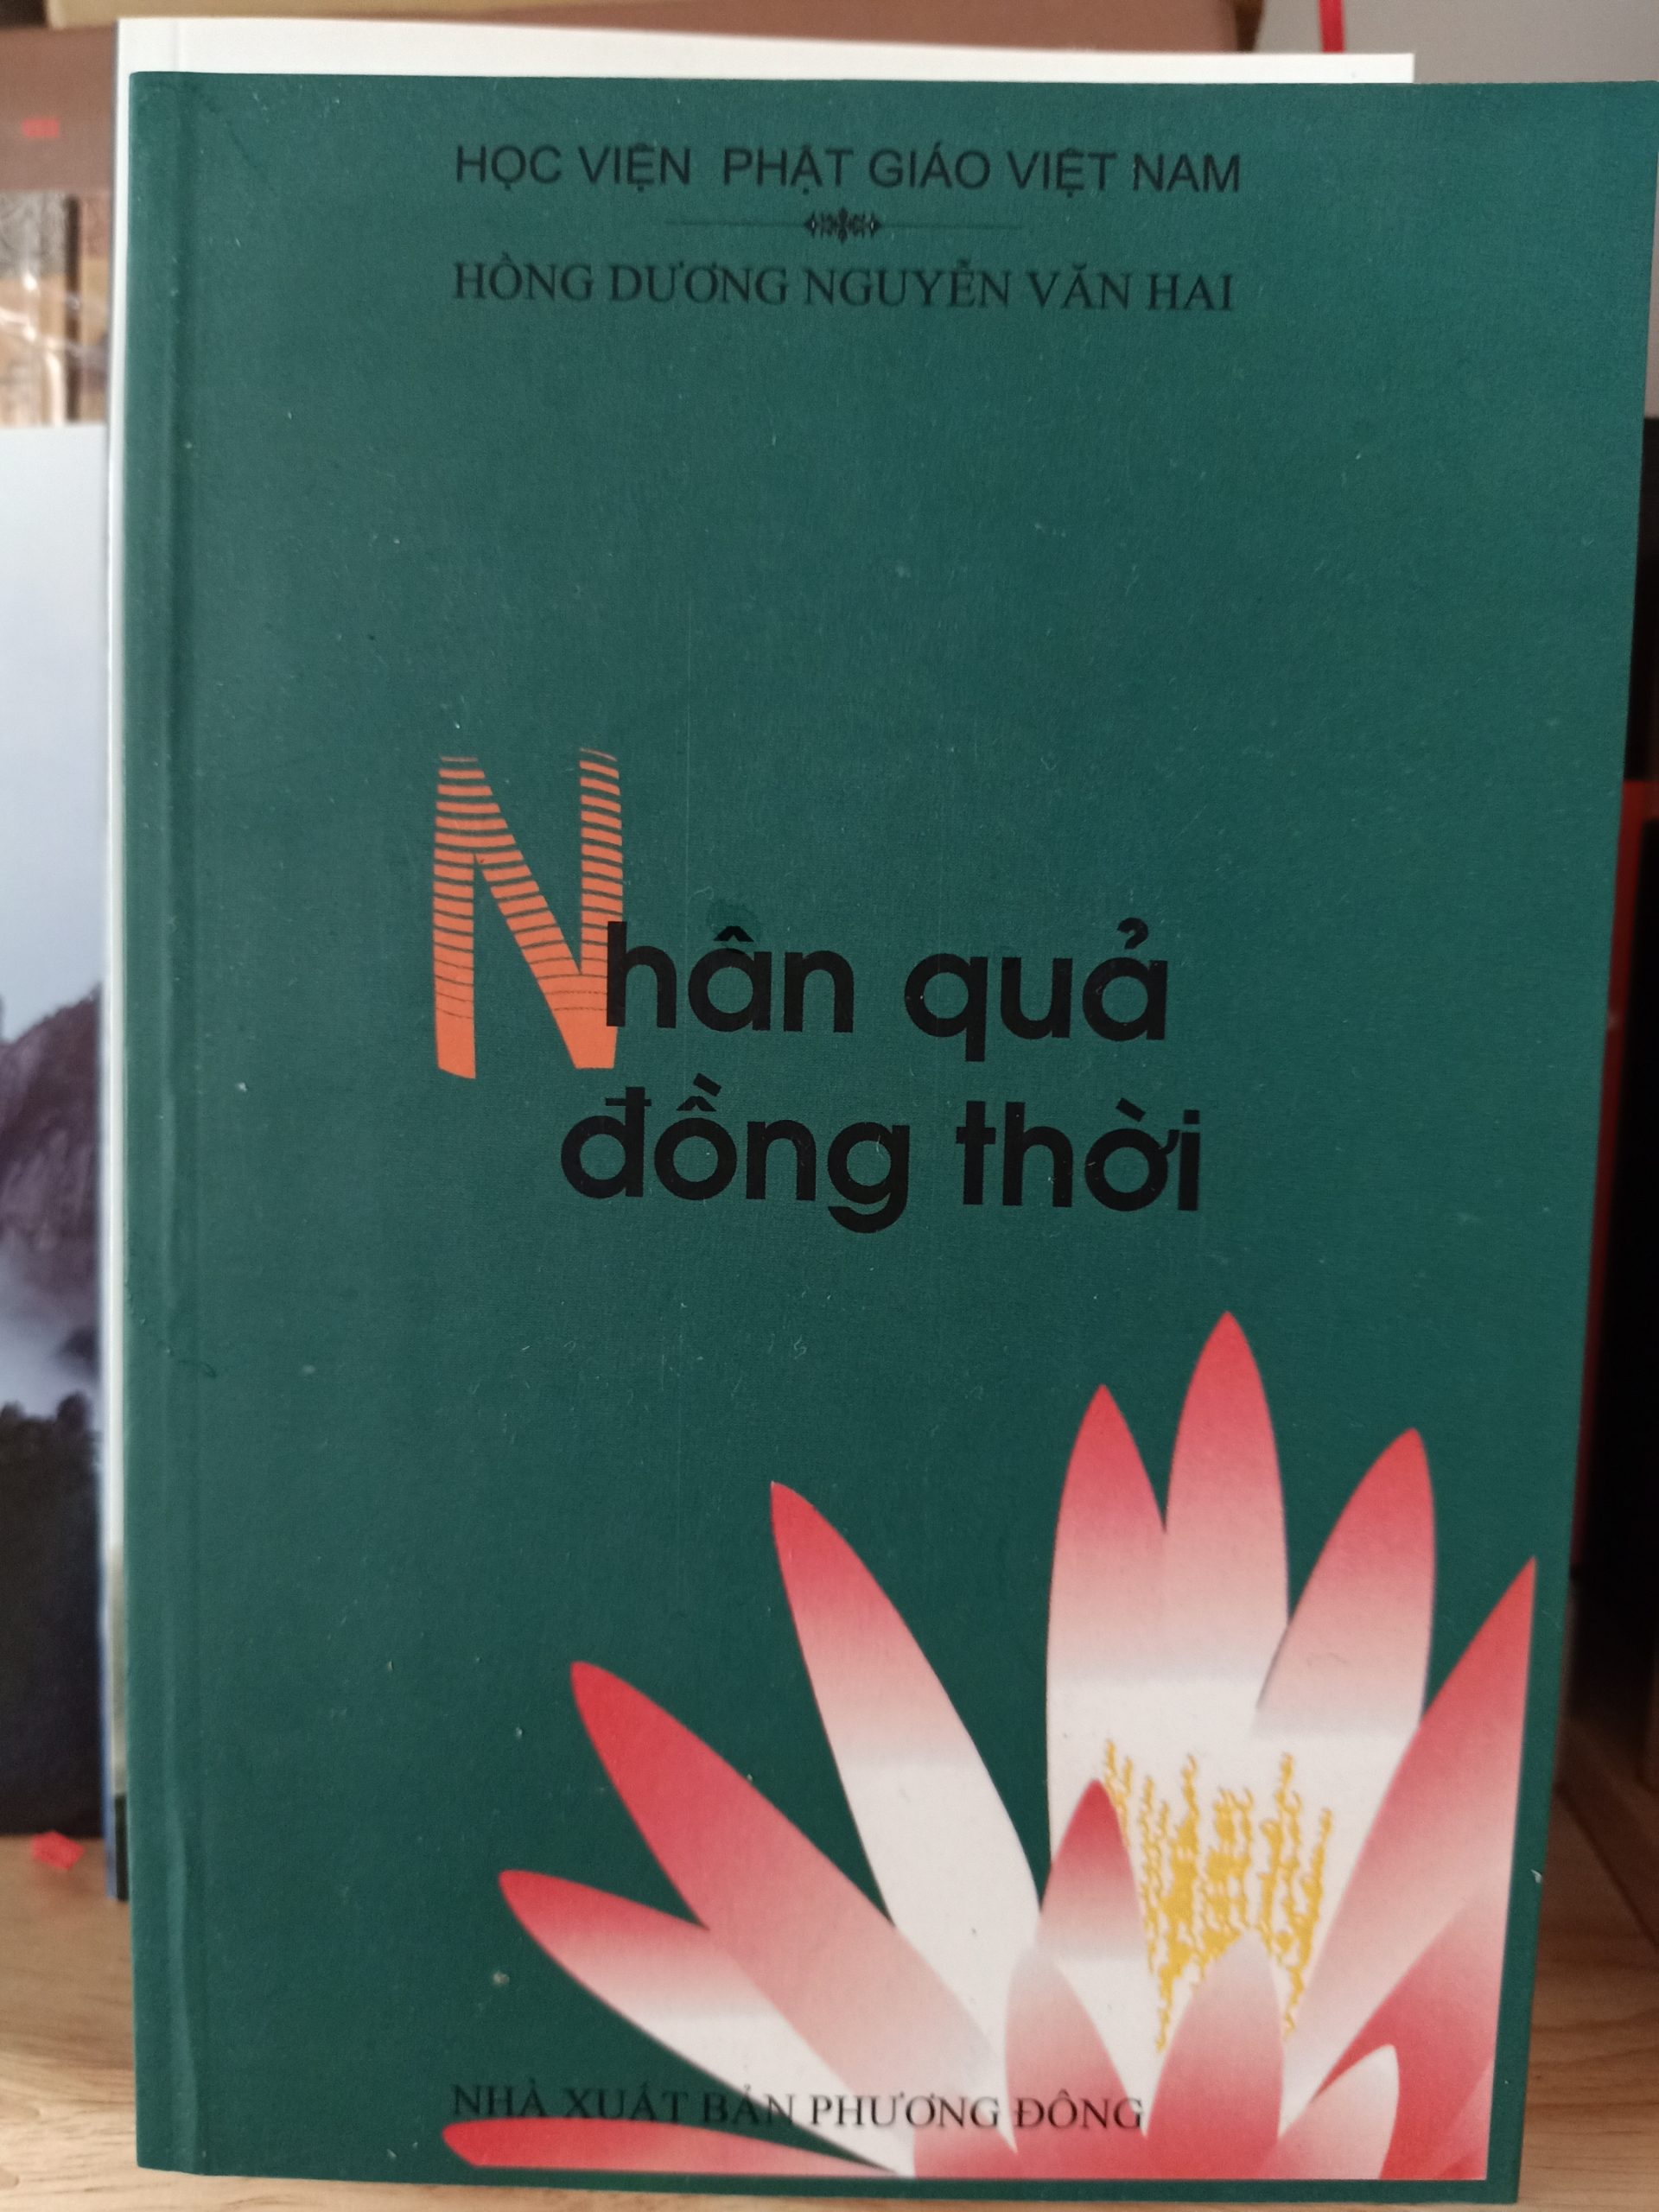 HỌC VIỆN PHẬT GIÁO VIỆT NAM
HỒNG DƯƠNG NGUYỄN VĂN HAI
Nhân quả
đồng thời
NHÀ XUẤT BẢN PHƯƠNG ĐÔNG